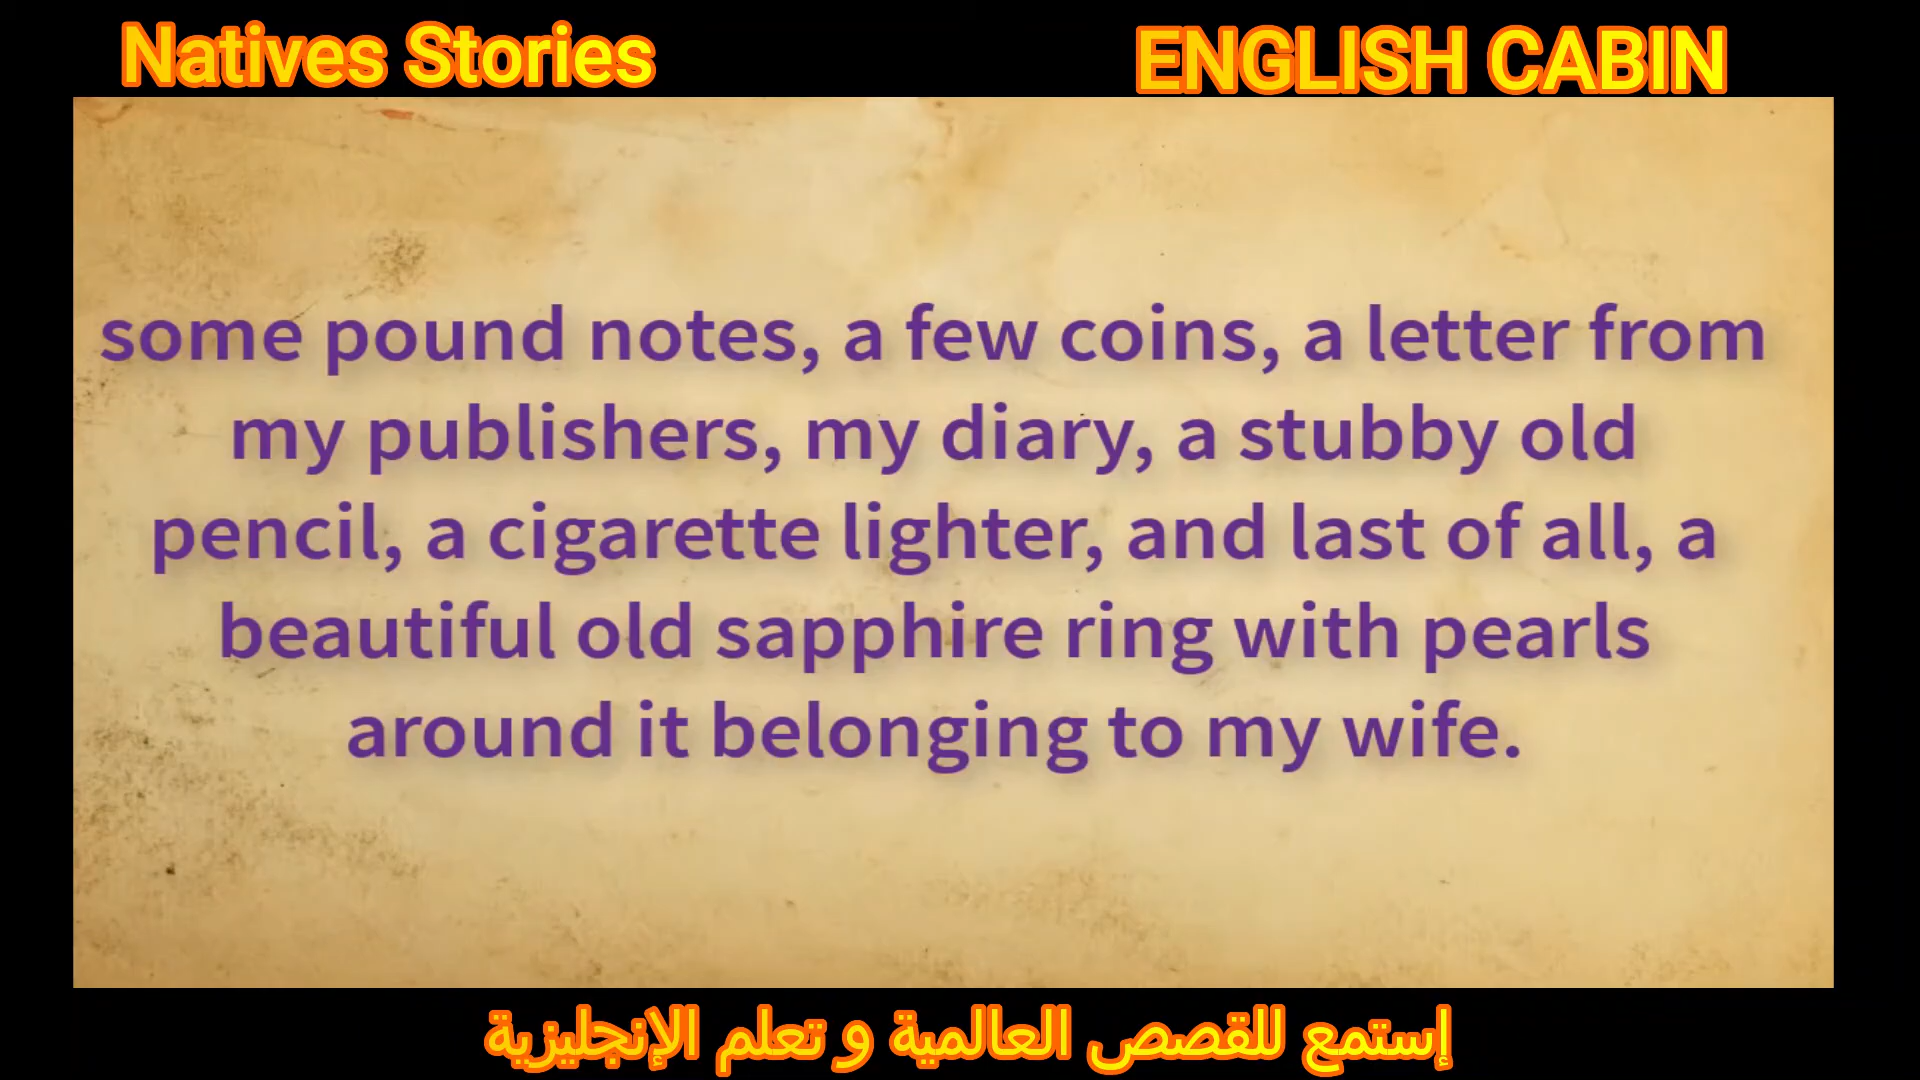 Natives Stories
ENGLISH CABIN
some pound notes, a few coins, a letter from
my publishers, my diary, a stubby old
pencil, a cigarette lighter, and last of all, a
beautiful old sapphire ring with pearls
around it belonging to my wife.
إستمع للقصص العالمية و تعلم الإنجليزية